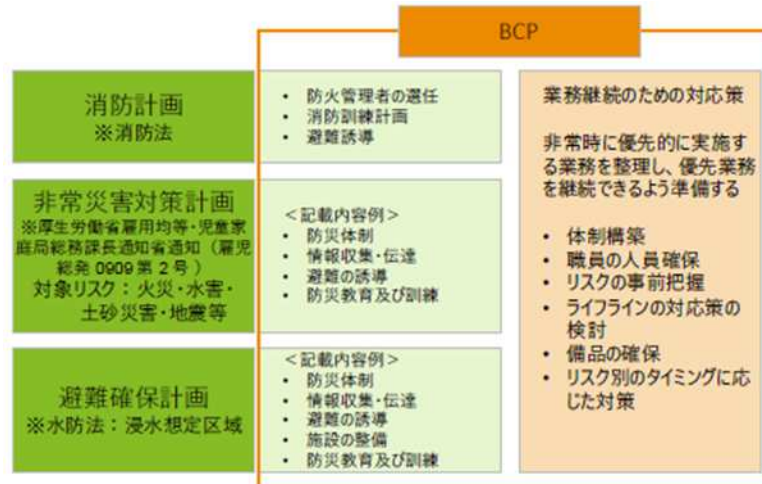 BCP
消防計画
※消防法
• 防火管理者の選任
• 消防訓練計画
• 避難誘導
非常災害対策計画
※厚生労働省雇用均等・児童家
庭局総務課長通知省通知（雇児
総発 0909 第 2 号）
対象リスク：火災・水害・
土砂災害・地震等
＜記載内容例＞
• 防災体制
• 情報収集・伝達
• 避難の誘導
• 防災教育及び訓練
避難確保計画
※水防法：浸水想定区域
＜記載内容例＞
• 防災体制
• 情報収集・伝達
• 避難の誘導
• 施設の整備
• 防災教育及び訓練
業務継続のための対応策
非常時に優先的に実施す
る業務を整理し、優先業務
を継続できるよう準備する
• 体制構築
• 職員の人員確保
• リスクの事前把握
• ライフラインの対応策の
検討
• 備品の確保
• リスク別のタイミングに応
じた対策